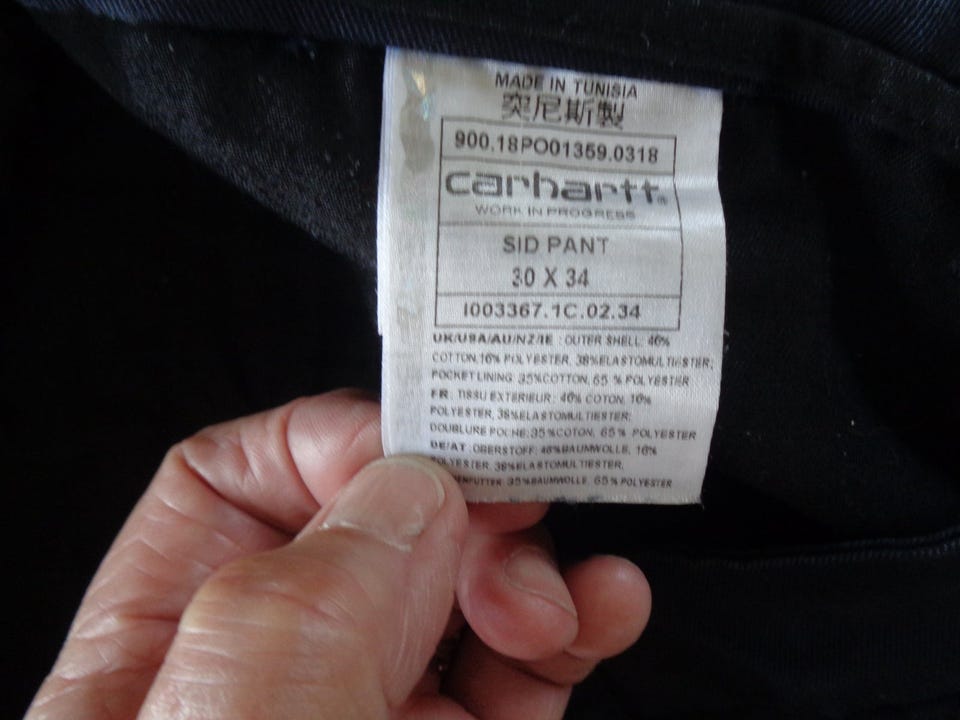 MADE IN TUNISIA
突尼斯製
900.18PO01359.0318
carhartt®
WORK IN PROGRESS
SID PANT
30 X 34
I003367.1C.02.34
UK/USA/AU/NZ/IE : OUTER SHELL: 46%
COTTON,16% POLYESTER, 38%ELASTOMULTIESTER;
POCKET LINING: 35%COTTON, 65 % POLYESTER
FR: TISSU EXTERIEUR: 46% COTON, 16%
POLYESTER, 38%ELASTOMULTIESTER;
DOUBLURE POCHE: 35%COTON, 65% POLYESTER
DE/AT: OBERSTOFF: 46%BAUMWOLLE, 16%
POLYESTER, 38%ELASTOMULTIESTER,
ENFUTTER: 35%BAUMWOLLE, 65% POLYESTER